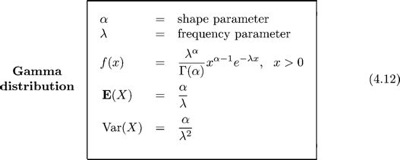 α = shape parameter
λ = frequency parameter
f(x) = λ^α / Γ(α) x^{α−1} e^{−λx}, x > 0
Gamma distribution
E(X) = α / λ
Var(X) = α / λ²
(4.12)